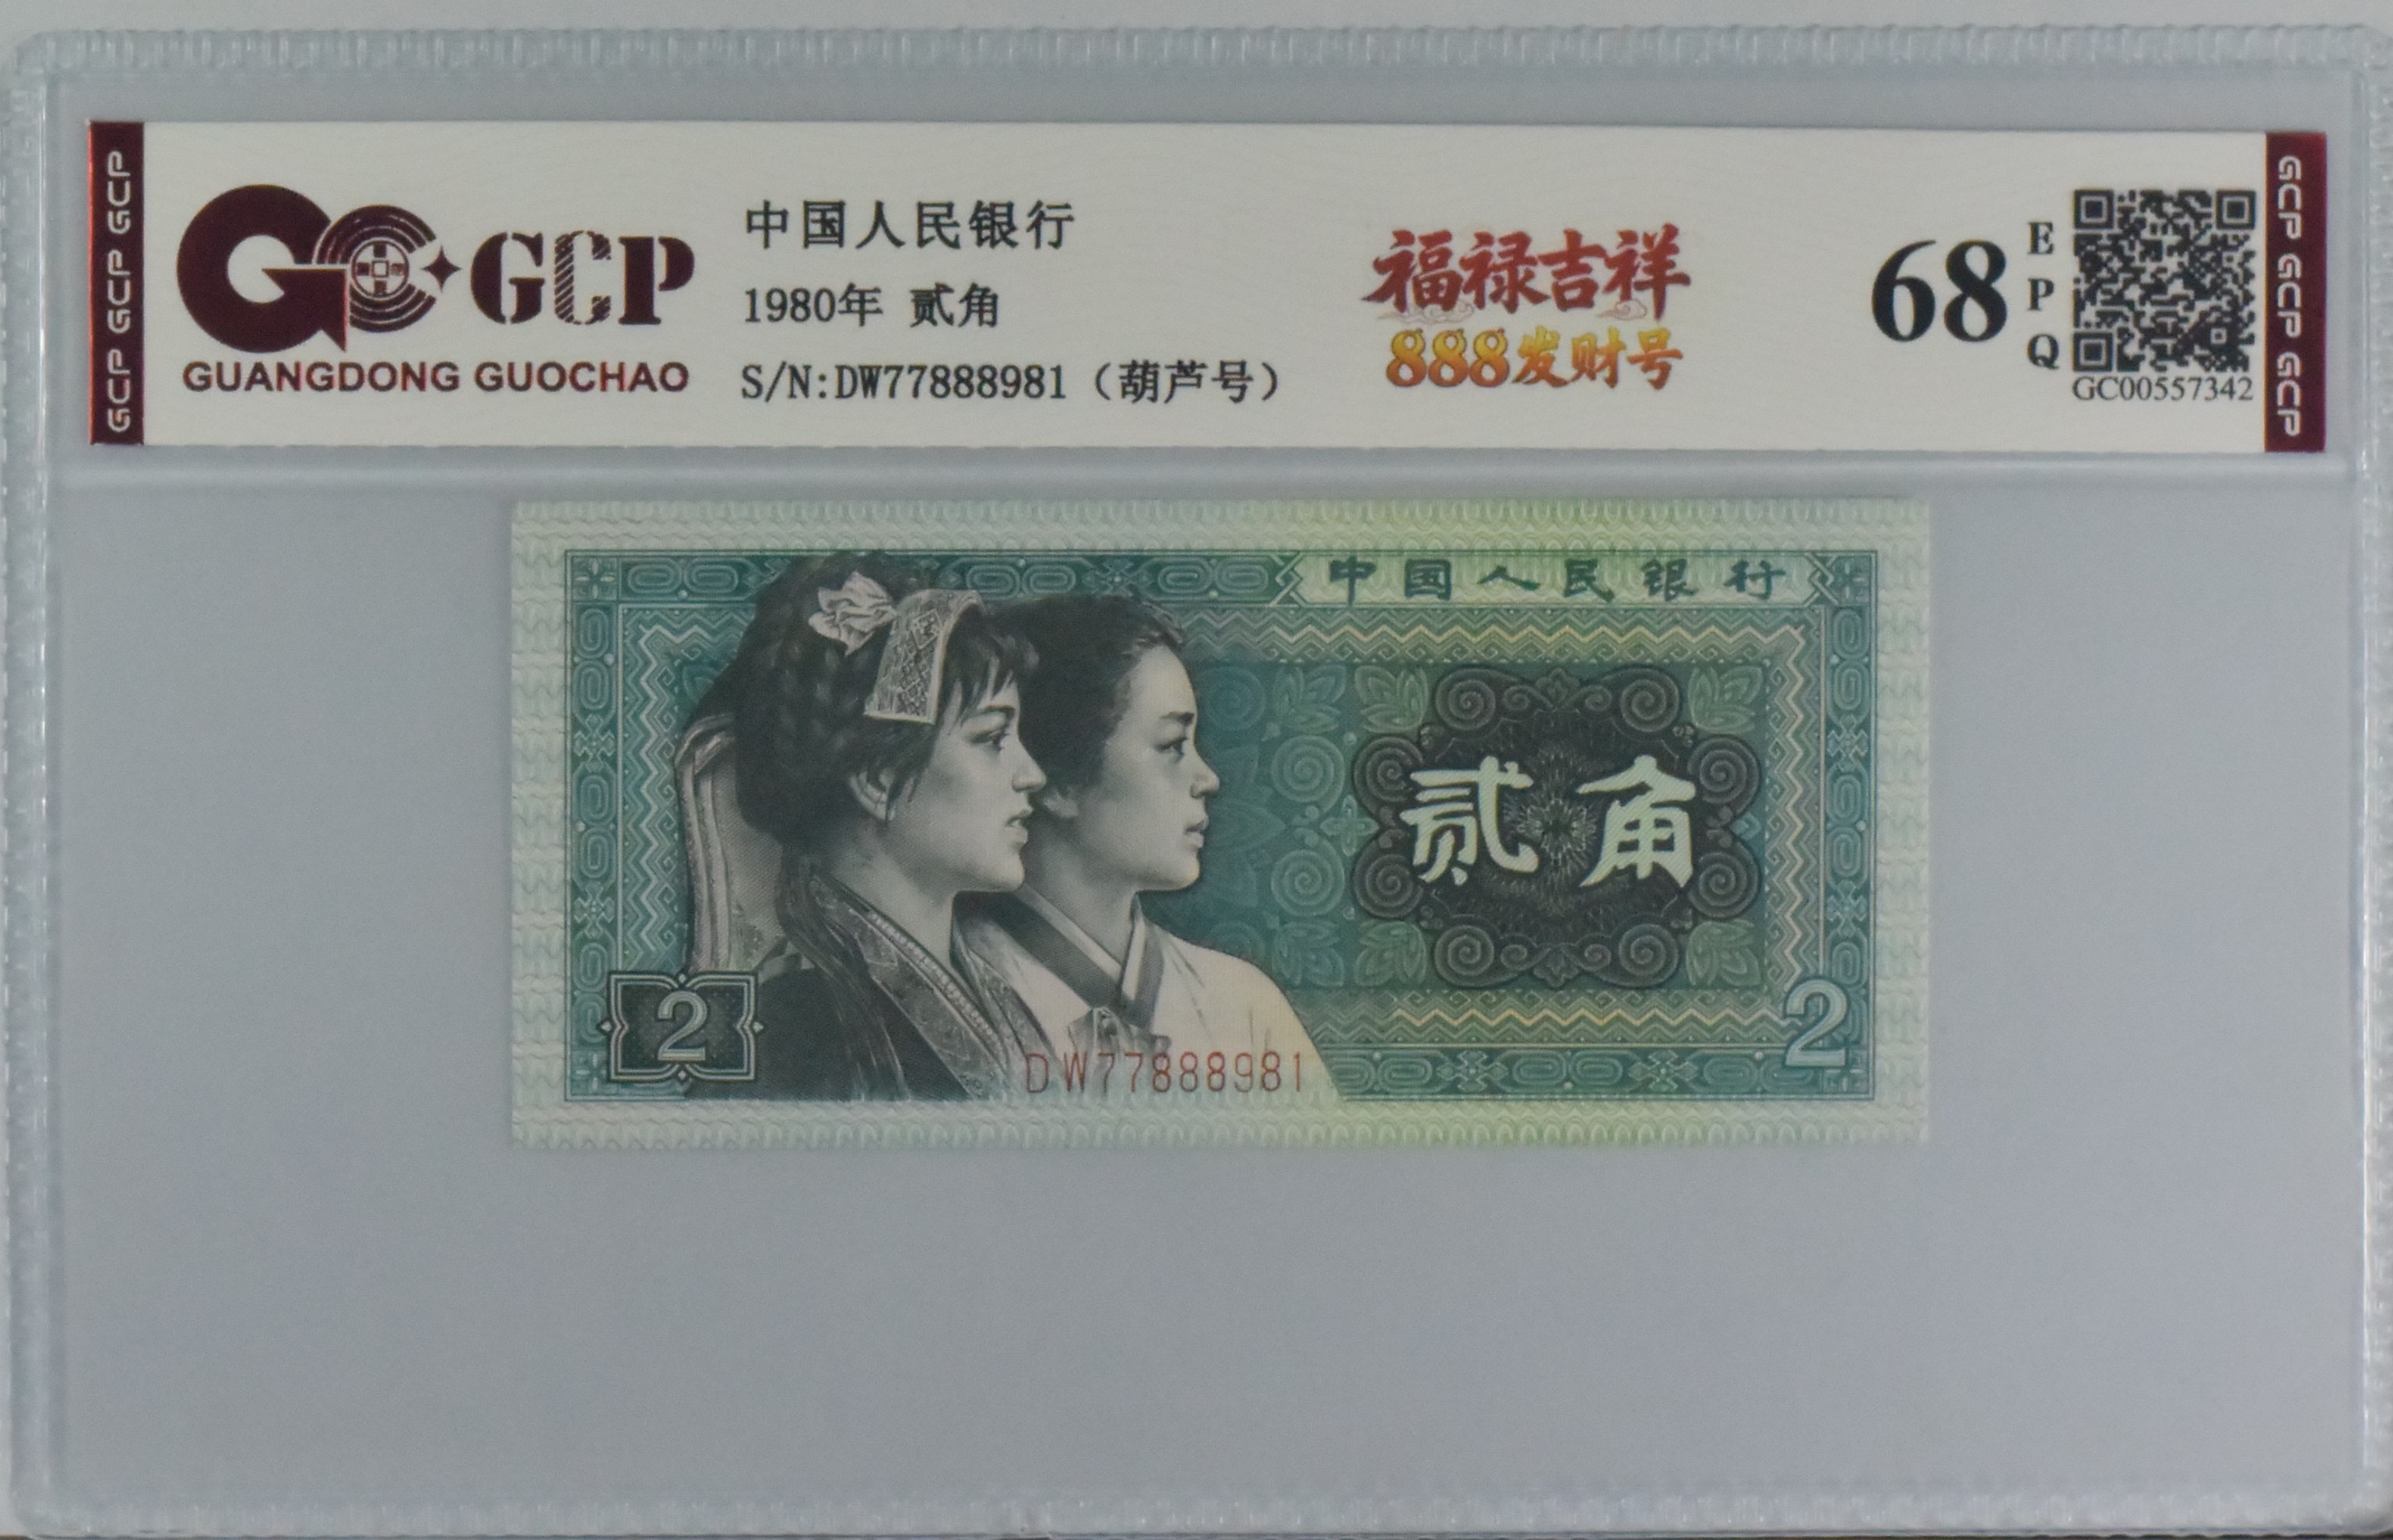 GCP GCP GCP
GCP
GUANGDONG GUOCHAO
中国人民银行
1980年 贰角
S/N:DW77888981（葫芦号）
福禄吉祥
888发财号
68
EPQ
GC00557342
GCP GCP GCP
中国人民银行
贰角
2
2
DW77888981